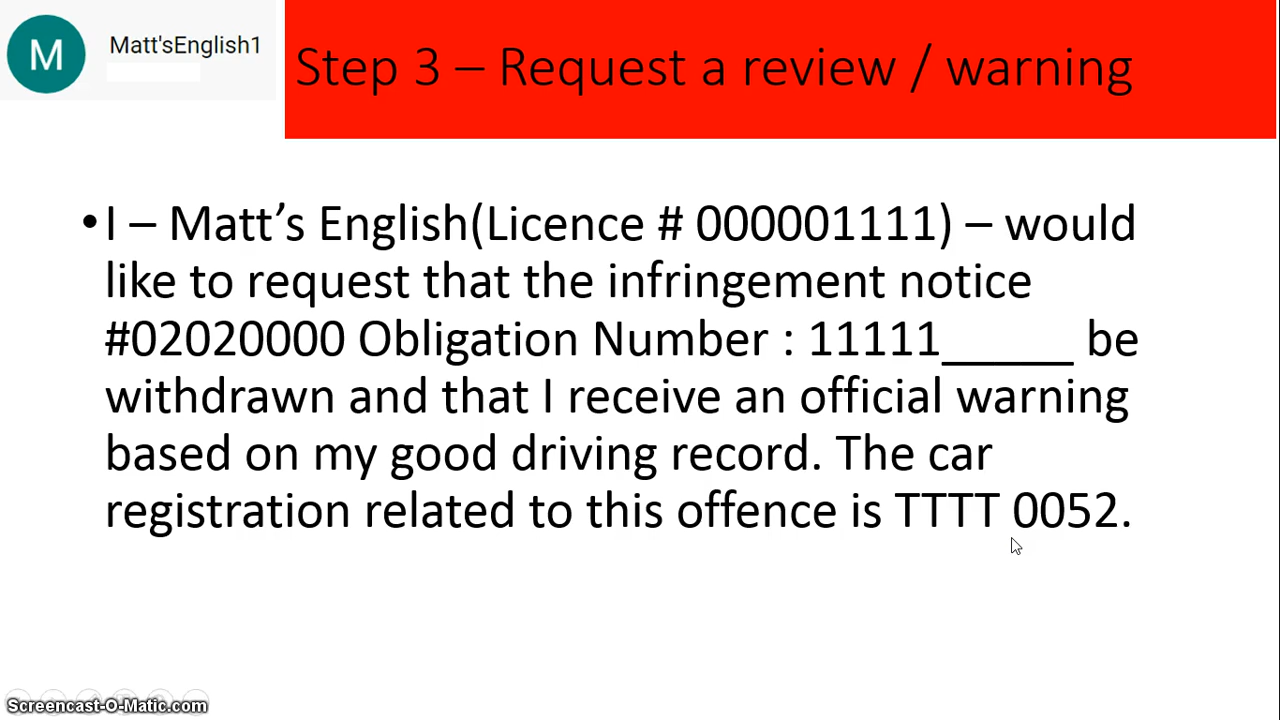 M
Matt'sEnglish1
Step 3 – Request a review / warning
•I – Matt’s English(Licence # 000001111) – would
like to request that the infringement notice
#02020000 Obligation Number : 11111_____ be
withdrawn and that I receive an official warning
based on my good driving record. The car
registration related to this offence is TTTT 0052.
Screencast-O-Matic.com